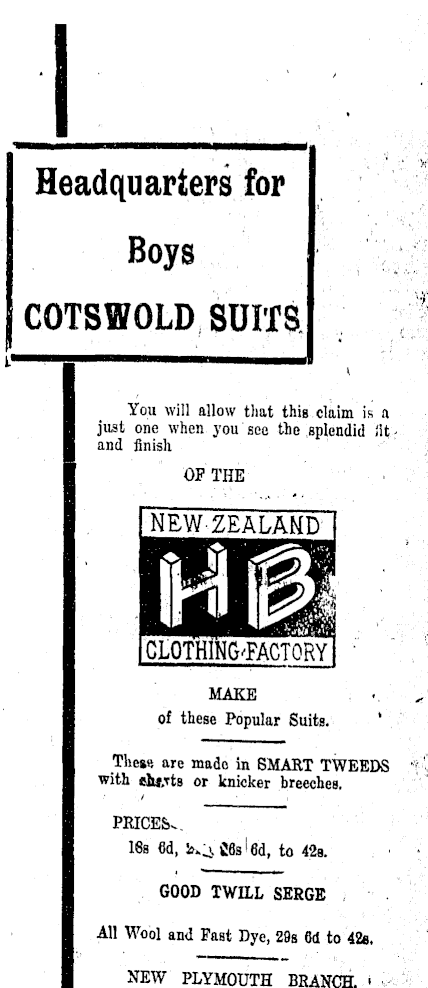 Headquarters for
Boys
COTSWOLD SUITS
You will allow that this claim is a
just one when you see the splendid fit
and finish
OF THE
NEW ZEALAND
HB
CLOTHING FACTORY
MAKE
of these Popular Suits.
These are made in SMART TWEEDS
with or knicker breeches.
PRICES
18s 6d, 26s 6d, to 42s.
GOOD TWILL SERGE
All Wool and Fast Dye, 29s 6d to 42s.
NEW PLYMOUTH BRANCH.